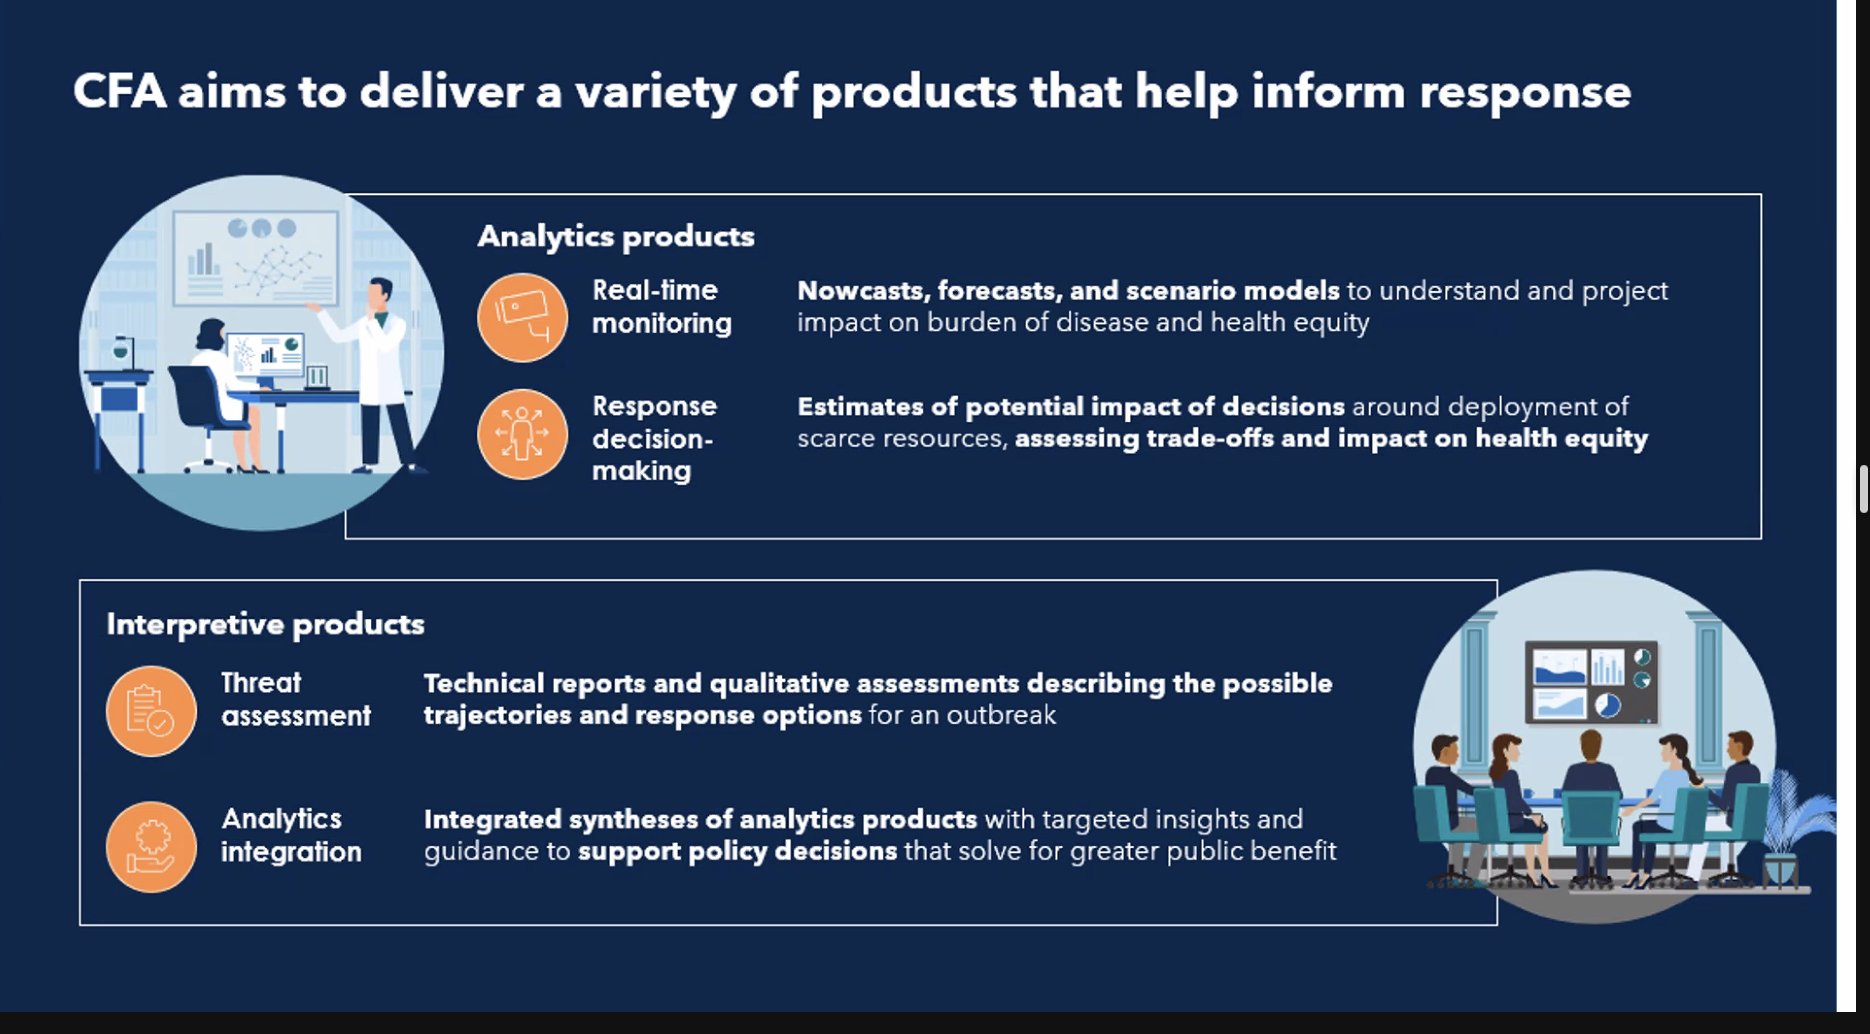 CFA aims to deliver a variety of products that help inform response
Analytics products
Real-time
monitoring
Nowcasts, forecasts, and scenario models to understand and project
impact on burden of disease and health equity
Response
decision-
making
Estimates of potential impact of decisions around deployment of
scarce resources, assessing trade-offs and impact on health equity
Interpretive products
Threat
assessment
Technical reports and qualitative assessments describing the possible
trajectories and response options for an outbreak
Analytics
integration
Integrated syntheses of analytics products with targeted insights and
guidance to support policy decisions that solve for greater public benefit